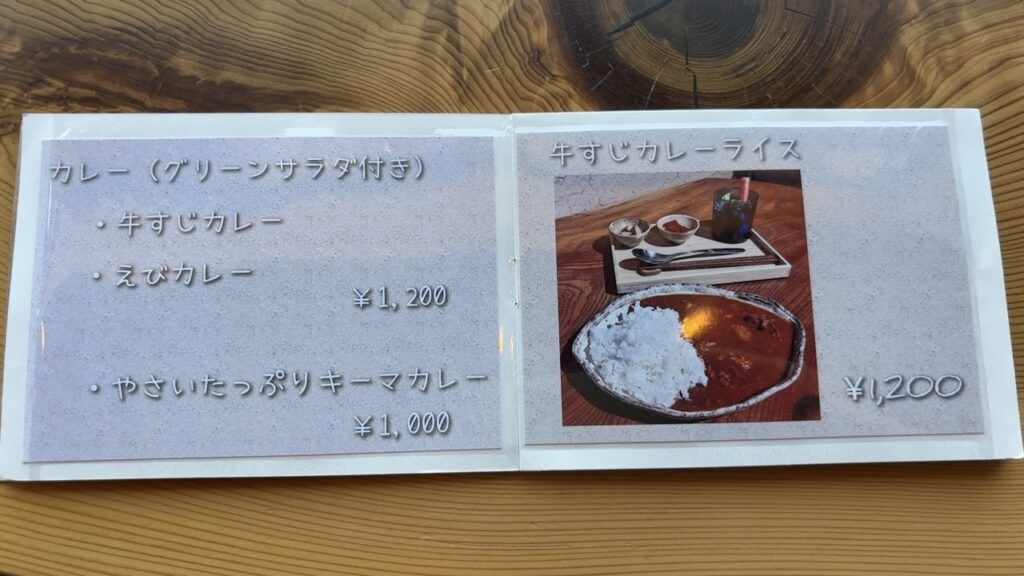 カレー（グリーンサラダ付き）
・牛すじカレー
・えびカレー
￥1,200
・やさいたっぷりキーマカレー
￥1,000
牛すじカレーライス
¥1,200